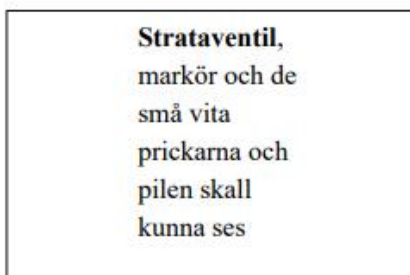 Strataventil,
markör och de
små vita
prickarna och
pilen skall
kunna ses